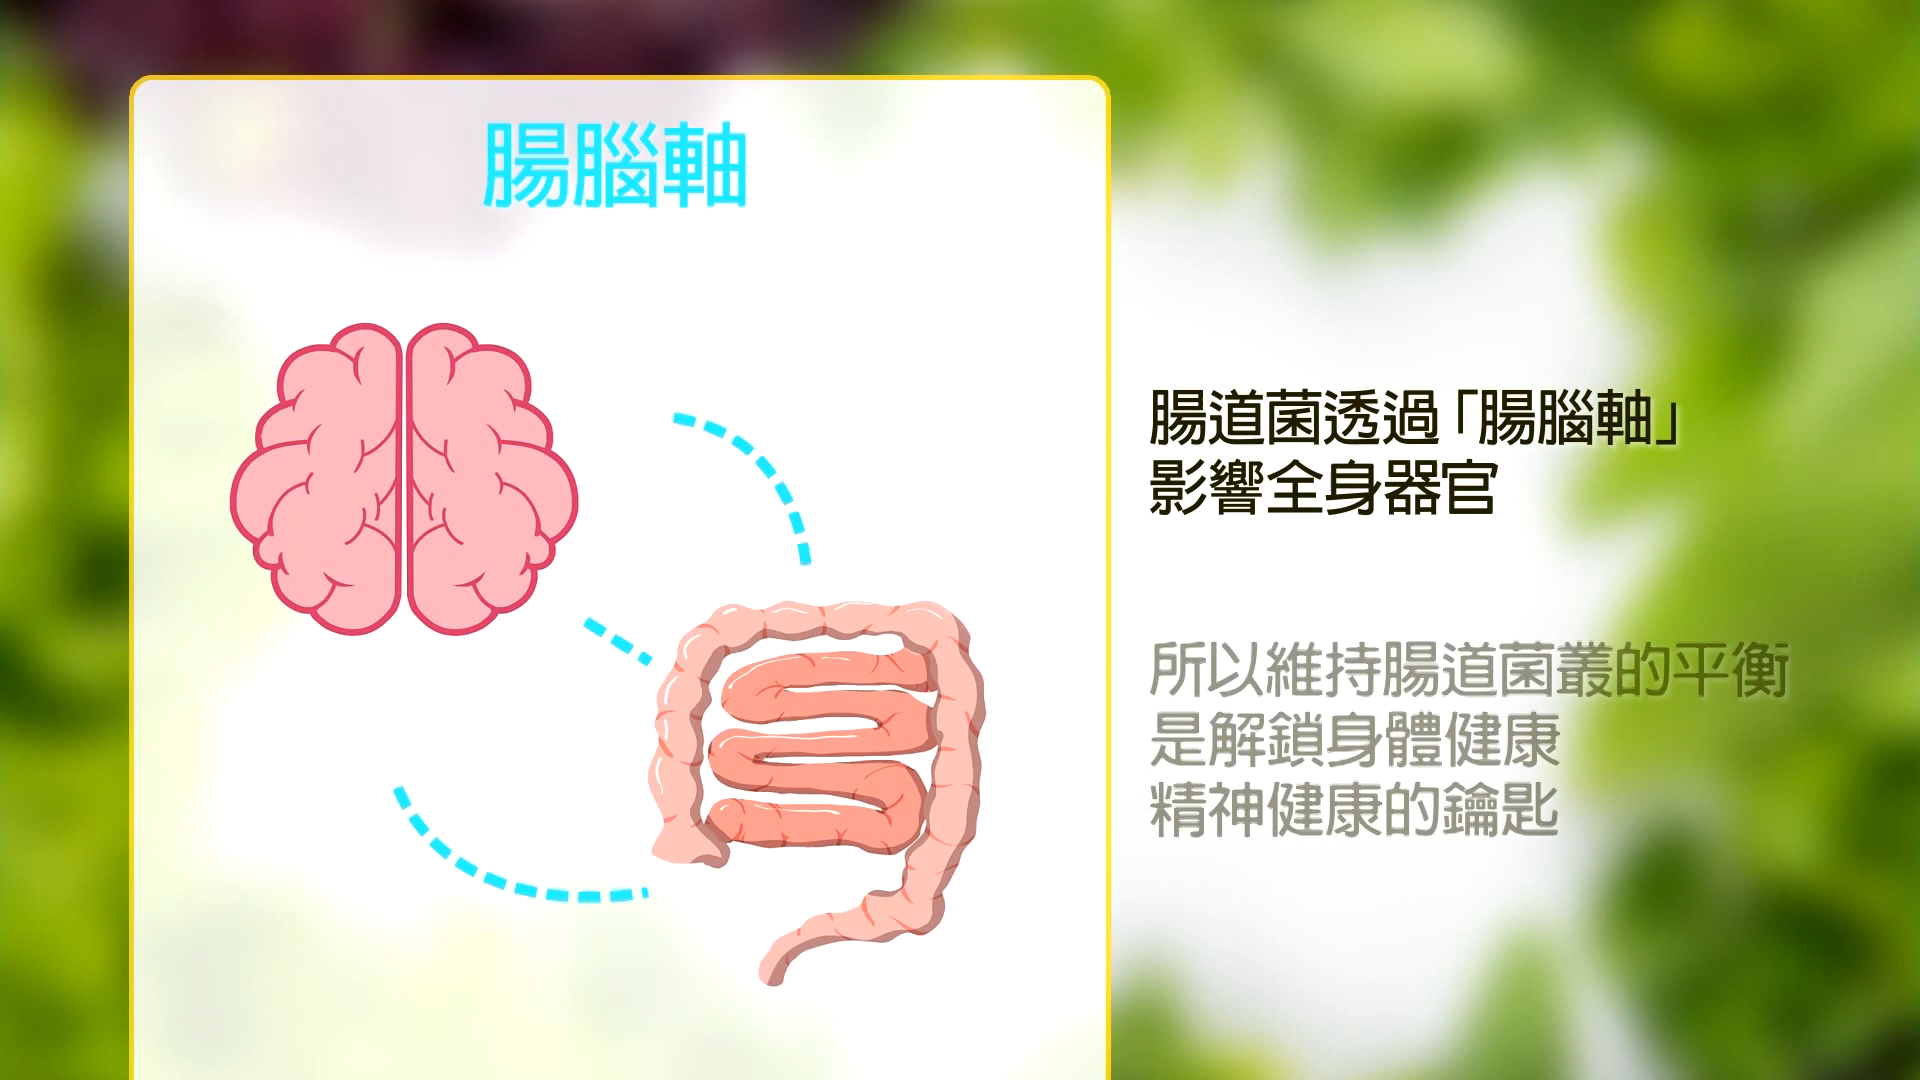 腸腦軸
腸道菌透過「腸腦軸」
影響全身器官
所以維持腸道菌叢的平衡
是解鎖身體健康
精神健康的鑰匙